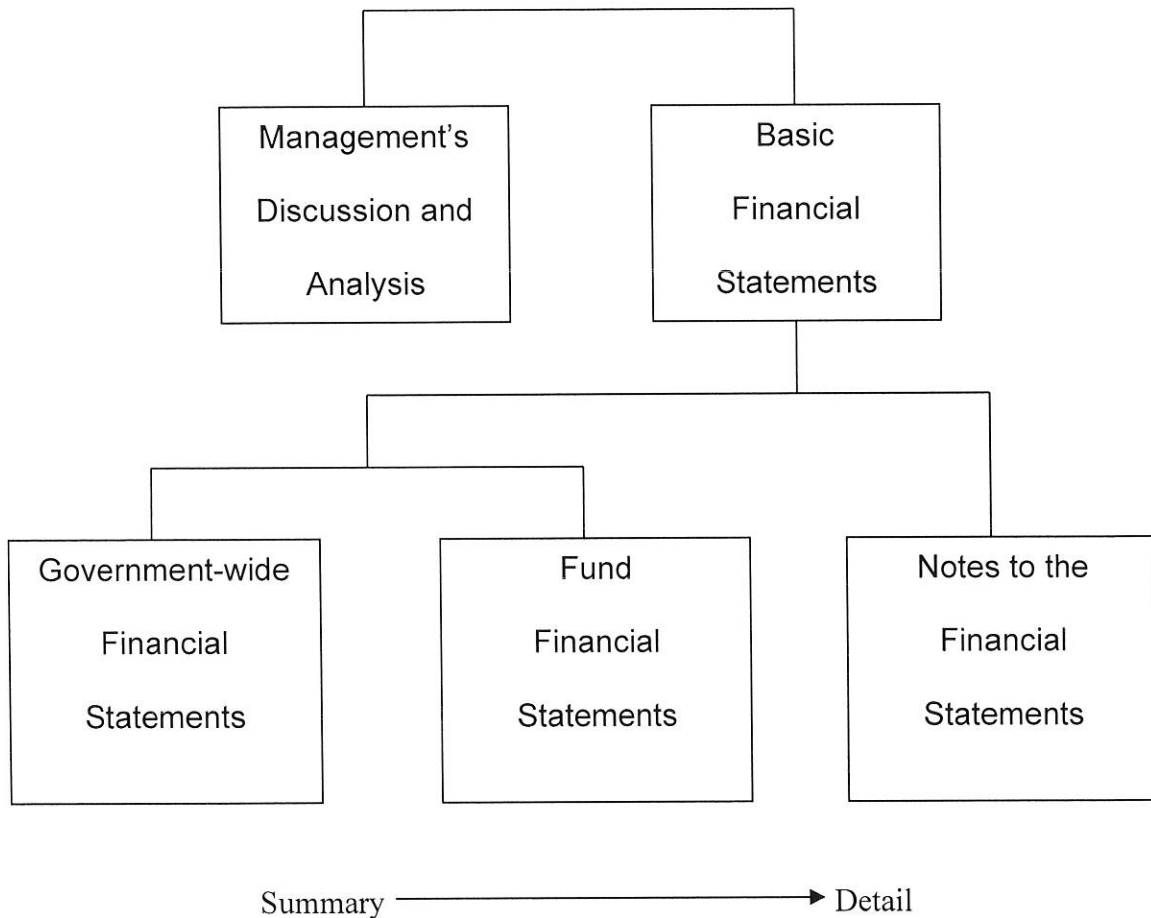 Management's
Discussion and
Analysis
Basic
Financial
Statements
Government-wide
Financial
Statements
Fund
Financial
Statements
Notes to the
Financial
Statements
Summary
Detail